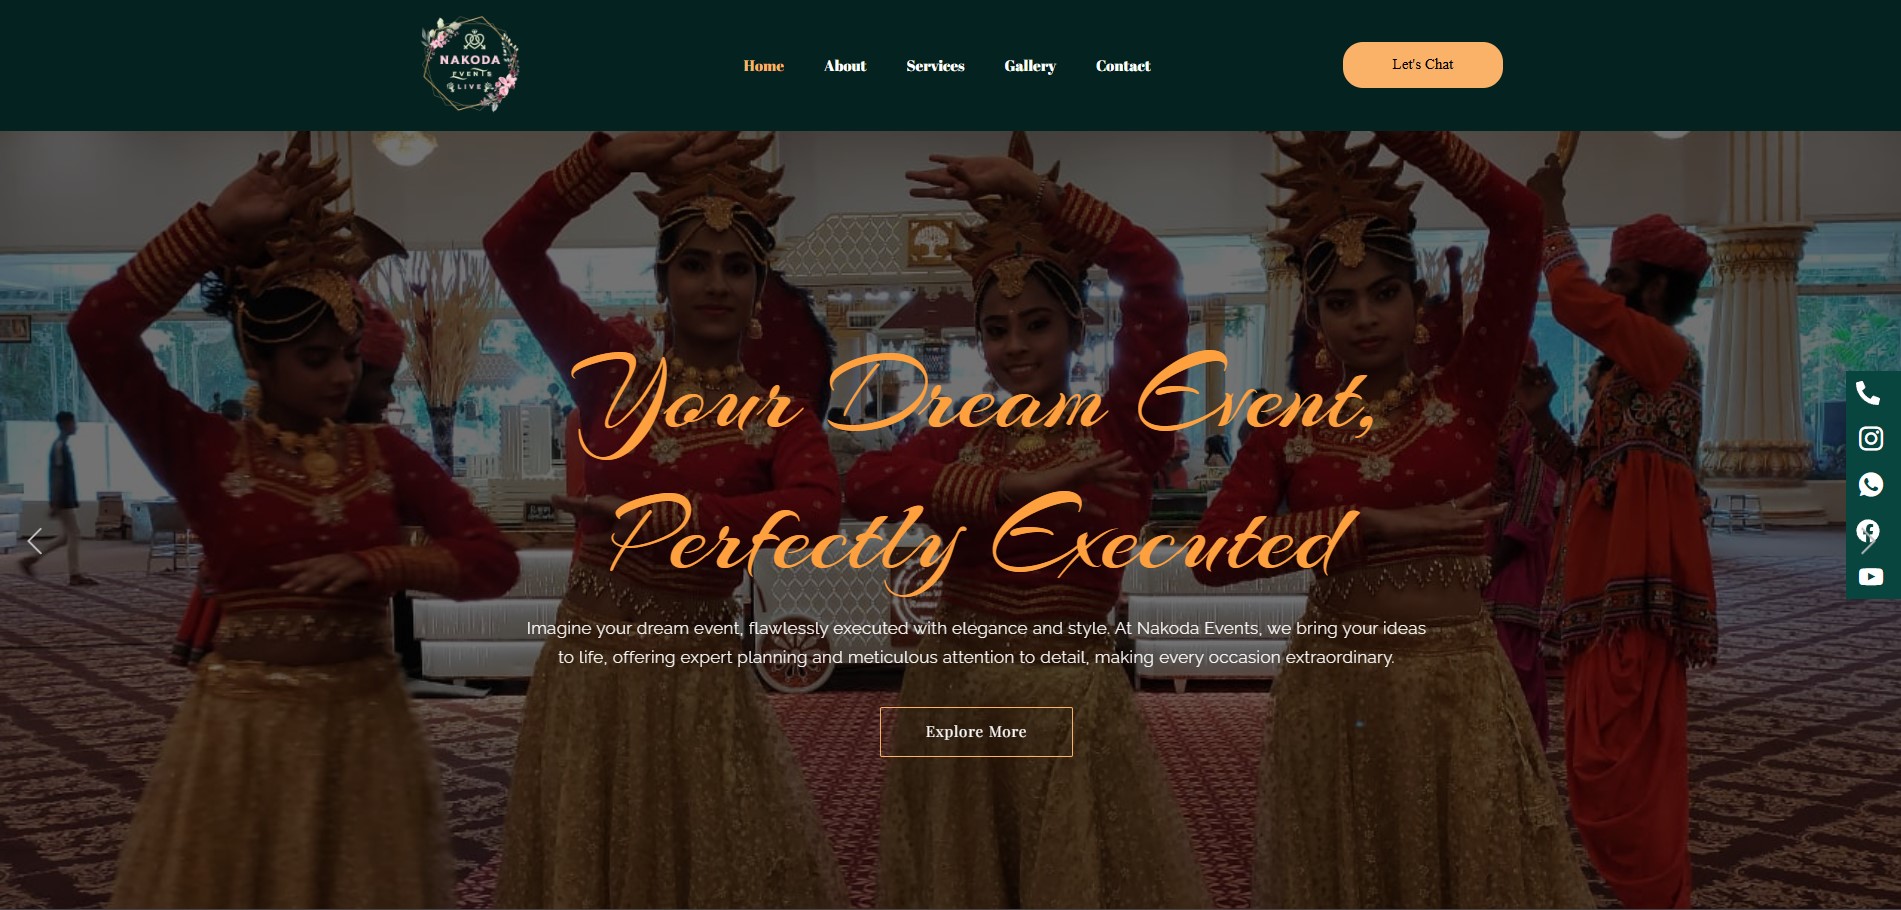 NAKODA
EVENTS
LIVE
Home
About
Services
Gallery
Contact
Let's Chat
Your Dream Event,
Perfectly Executed
Imagine your dream event, flawlessly executed with elegance and style. At Nakoda Events, we bring your ideas
to life, offering expert planning and meticulous attention to detail, making every occasion extraordinary.
Explore More